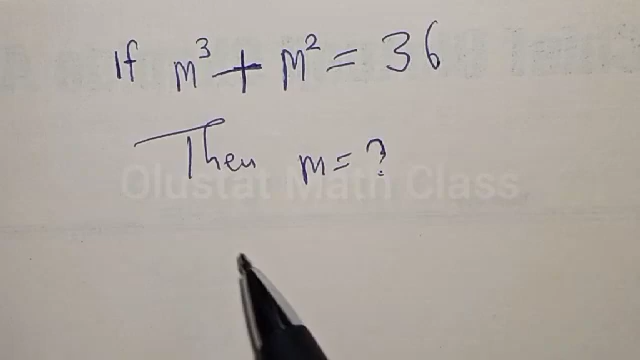 If m³ + m² = 36
Then m = ?
Olustat Math Class